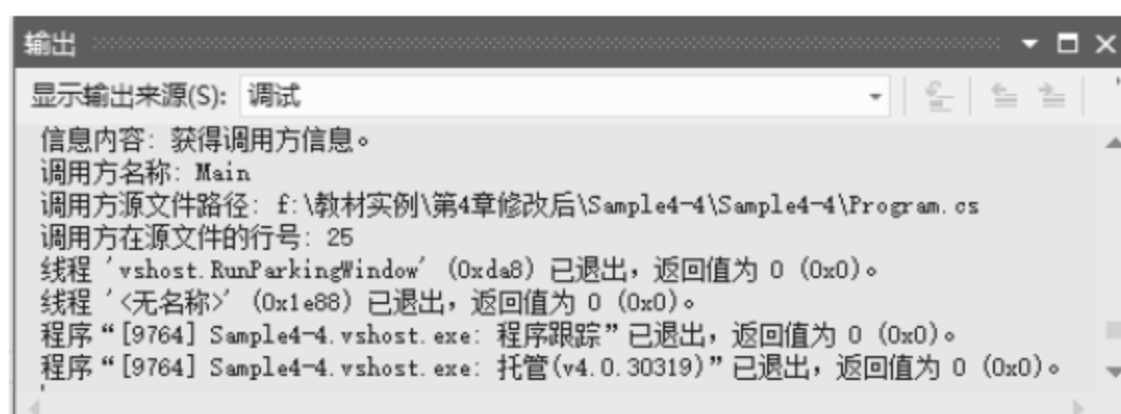 输出
显示输出来源(S): 调试
信息内容: 获得调用方信息。
调用方名称: Main
调用方源文件路径: f:\教材实例\第4章修改后\Sample4-4\Sample4-4\Program.cs
调用方在源文件的行号: 25
线程 'vshost.RunParkingWindow' (0xda8) 已退出，返回值为 0 (0x0)。
线程 '<无名称>' (0x1e88) 已退出，返回值为 0 (0x0)。
程序“[9764] Sample4-4.vshost.exe: 程序跟踪”已退出，返回值为 0 (0x0)。
程序“[9764] Sample4-4.vshost.exe: 托管(v4.0.30319)”已退出，返回值为 0 (0x0)。